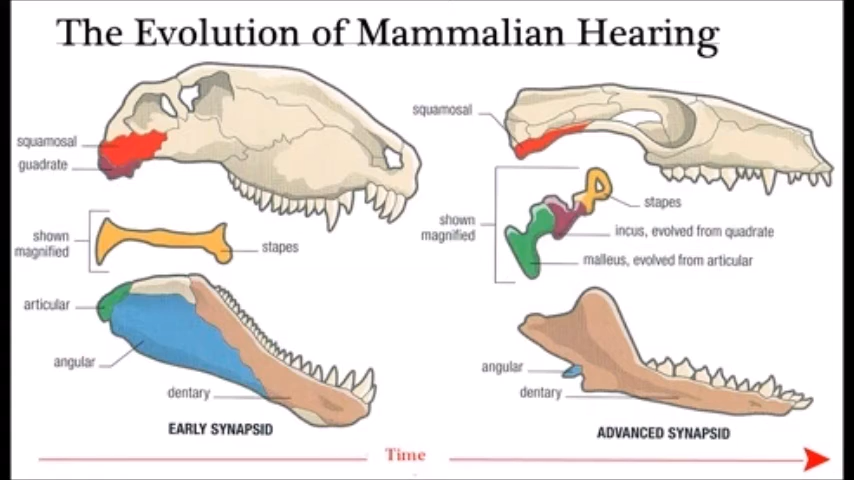 The Evolution of Mammalian Hearing
squamosal
quadrate
shown
magnified
stapes
articular
angular
dentary
EARLY SYNAPSID
squamosal
shown
magnified
stapes
incus, evolved from quadrate
malleus, evolved from articular
angular
dentary
ADVANCED SYNAPSID
Time